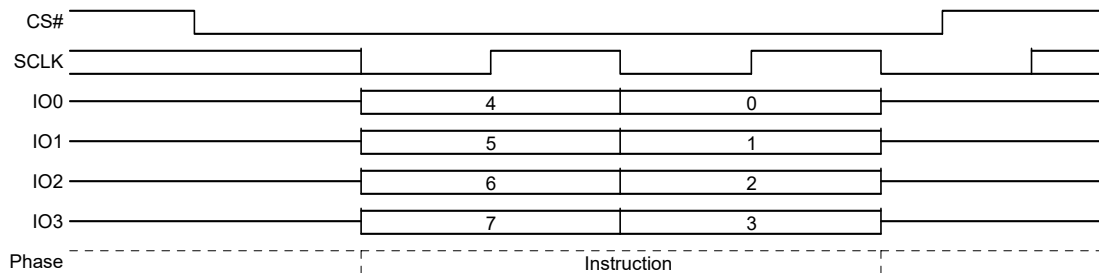 CS#
SCLK
IO0 4 0
IO1 5 1
IO2 6 2
IO3 7 3
Phase Instruction